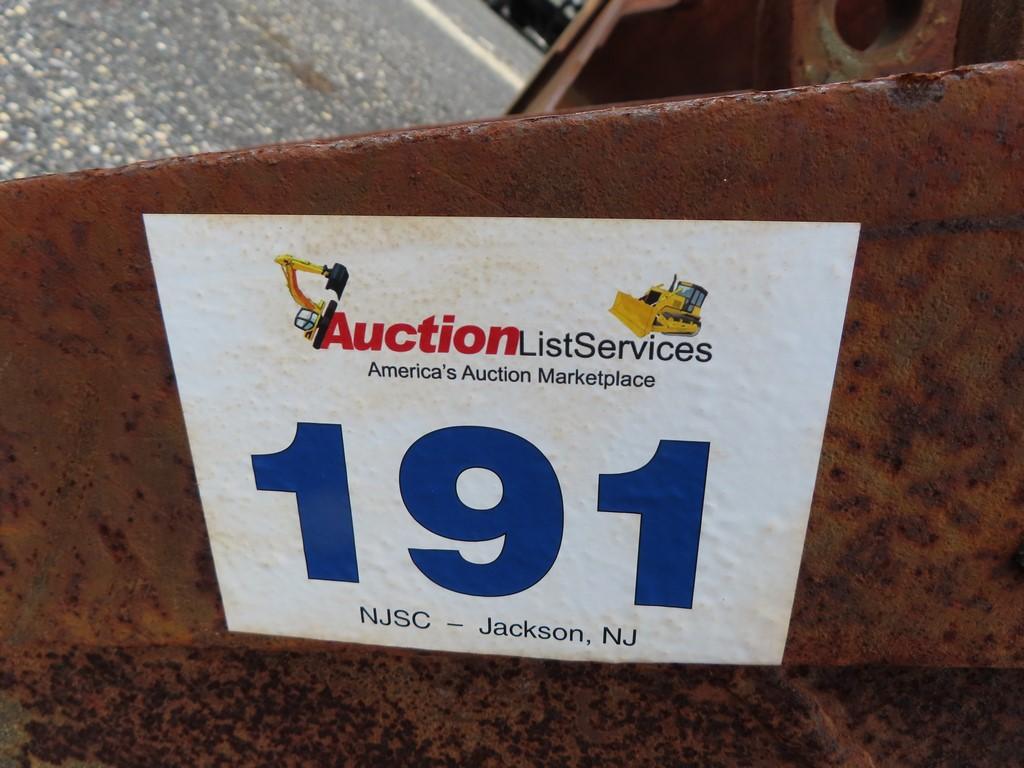 AuctionListServices
America's Auction Marketplace
191
NJSC – Jackson, NJ